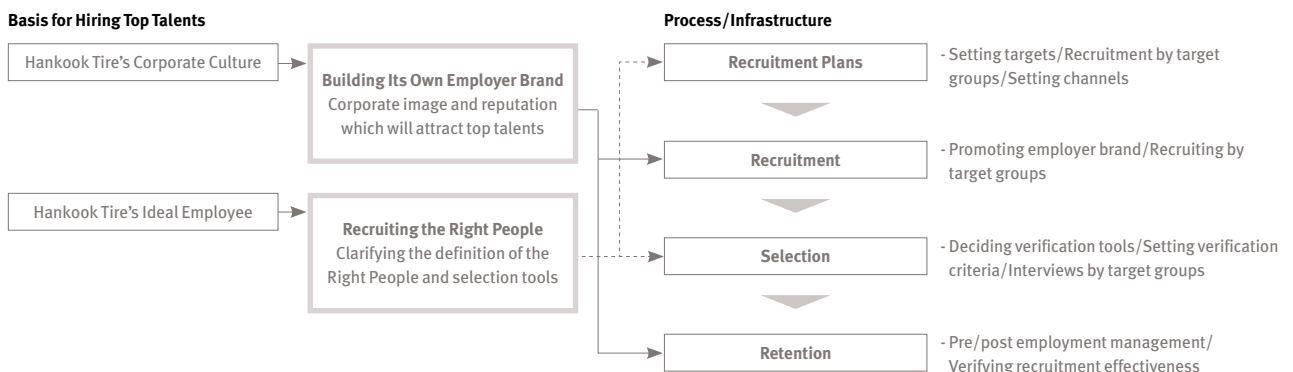 Basis for Hiring Top Talents
Hankook Tire's Corporate Culture
Building Its Own Employer Brand
Corporate image and reputation
which will attract top talents
Hankook Tire's Ideal Employee
Recruiting the Right People
Clarifying the definition of the
Right People and selection tools
Process/Infrastructure
Recruitment Plans
- Setting targets/Recruitment by target
groups/Setting channels
Recruitment
- Promoting employer brand/Recruiting by
target groups
Selection
- Deciding verification tools/Setting verification
criteria/Interviews by target groups
Retention
- Pre/post employment management/
Verifying recruitment effectiveness